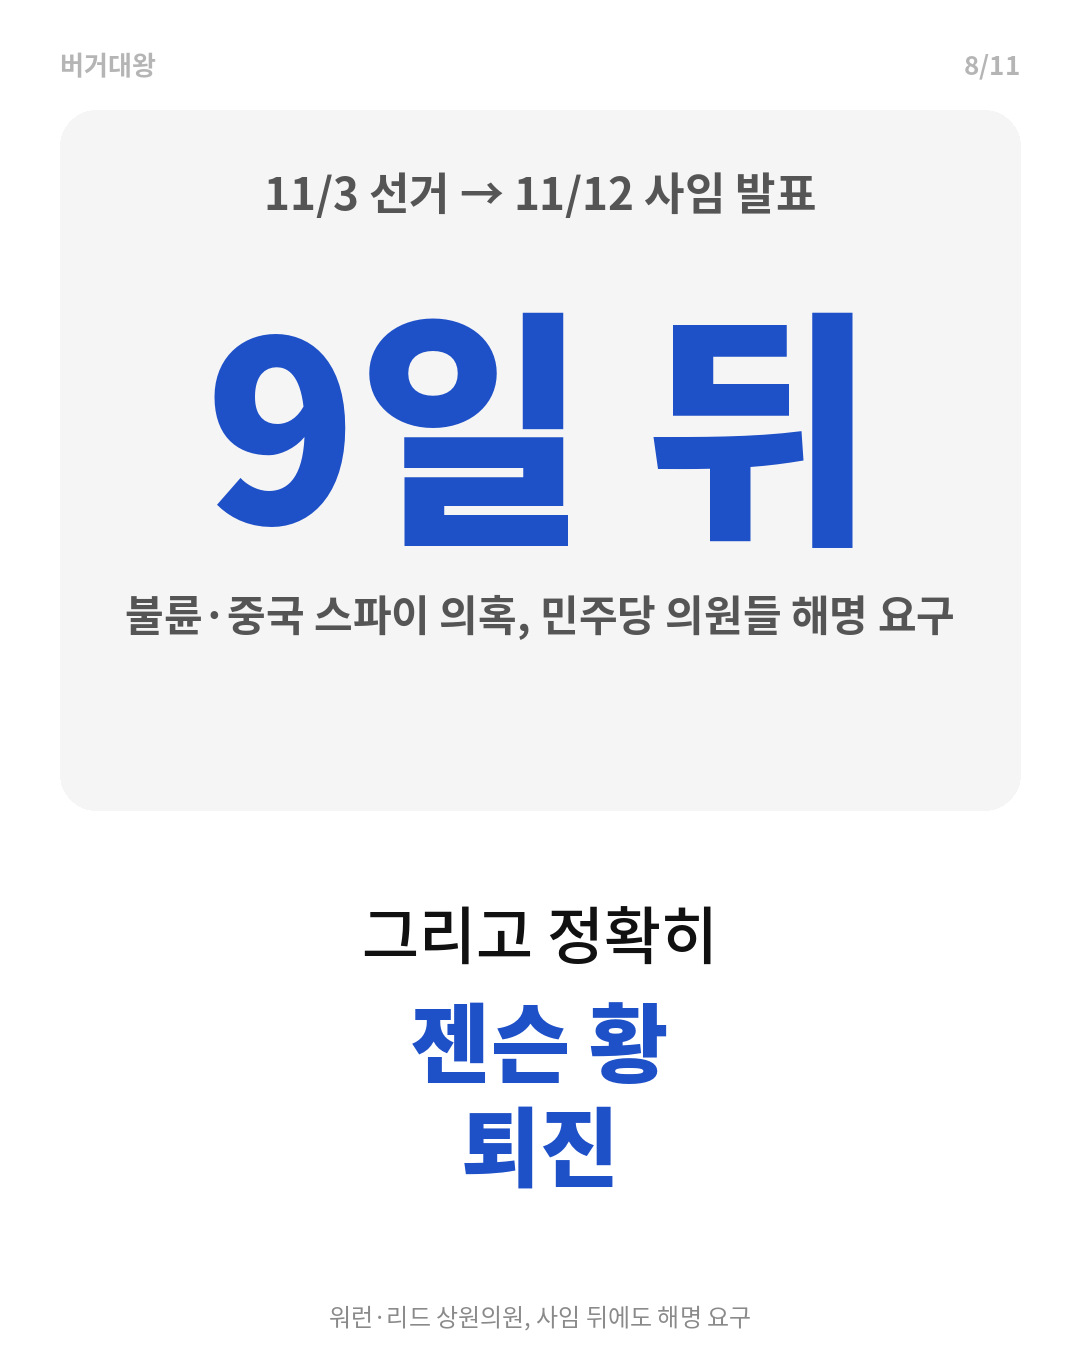 버거대왕
8/11
11/3 선거 → 11/12 사임 발표
9일 뒤
불륜·중국 스파이 의혹, 민주당 의원들 해명 요구
그리고 정확히
젠슨 황
퇴진
워런·리드 상원의원, 사임 뒤에도 해명 요구